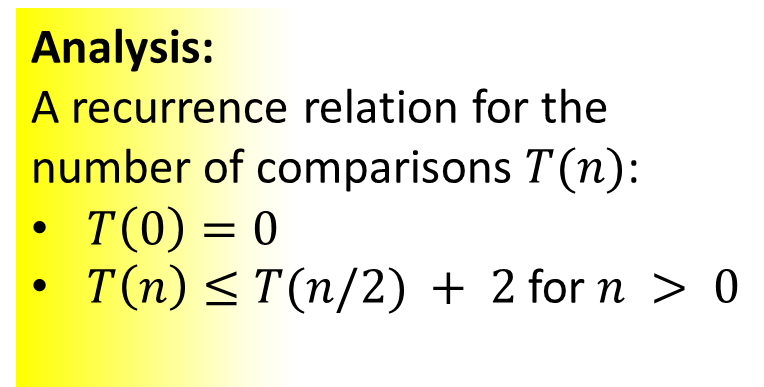 Analysis:
A recurrence relation for the
number of comparisons T(n):
• T(0) = 0
• T(n) ≤ T(n/2) + 2 for n > 0